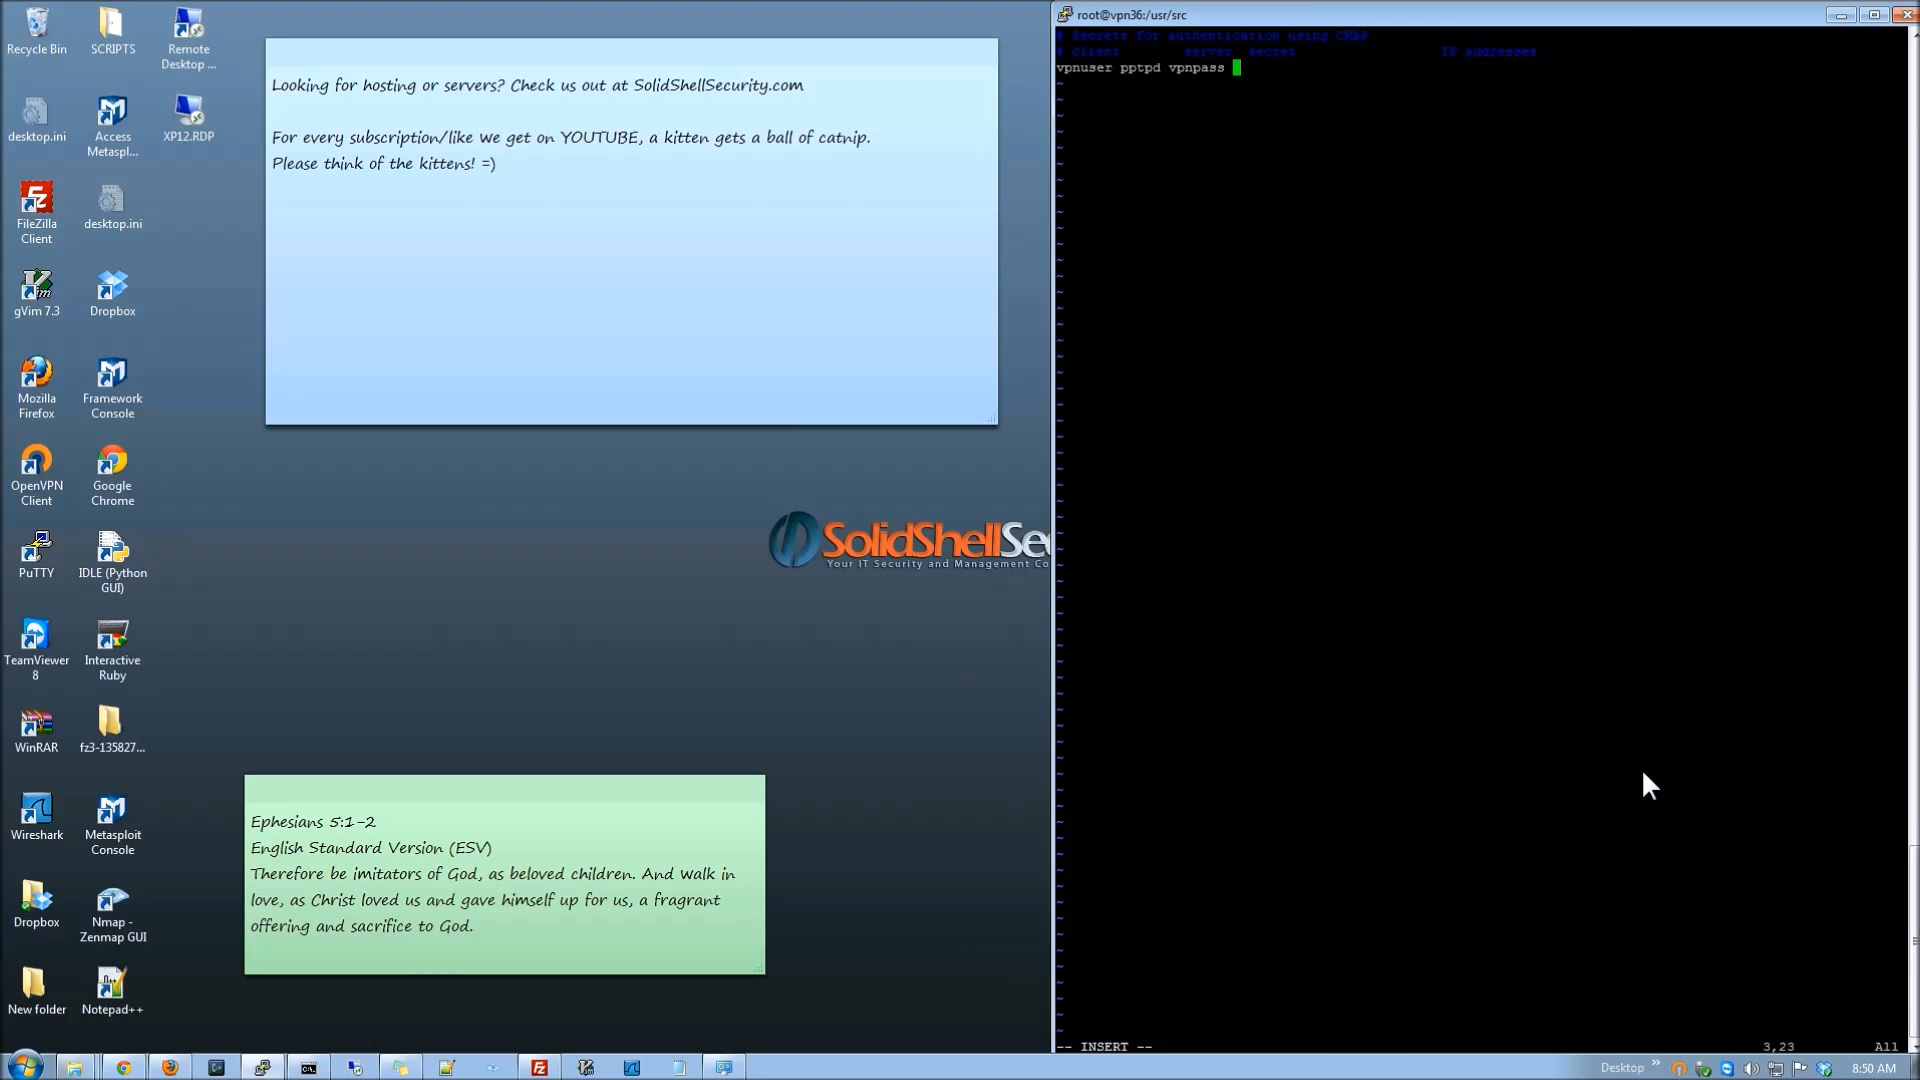 Recycle Bin
SCRIPTS
Remote
Desktop ...
desktop.ini
Access
Metaspl...
XP12.RDP
FileZilla
Client
desktop.ini
gVim 7.3
Dropbox
Mozilla
Firefox
Framework
Console
OpenVPN
Client
Google
Chrome
PuTTY
IDLE (Python
GUI)
TeamViewer
8
Interactive
Ruby
WinRAR
fz3-135827...
Wireshark
Metasploit
Console
Dropbox
Nmap -
Zenmap GUI
New folder
Notepad++
Looking for hosting or servers? Check us out at SolidShellSecurity.com
For every subscription/like we get on YOUTUBE, a kitten gets a ball of catnip.
Please think of the kittens! =)
SolidShellSec
Your IT Security and Management Co
Ephesians 5:1-2
English Standard Version (ESV)
Therefore be imitators of God, as beloved children. And walk in
love, as Christ loved us and gave himself up for us, a fragrant
offering and sacrifice to God.
root@vpn36:/usr/src
# Secrets for authentication using CHAP
# client server secret IP addresses
vpnuser pptpd vpnpass
-- INSERT -- 3,23 All
Desktop
8:50 AM